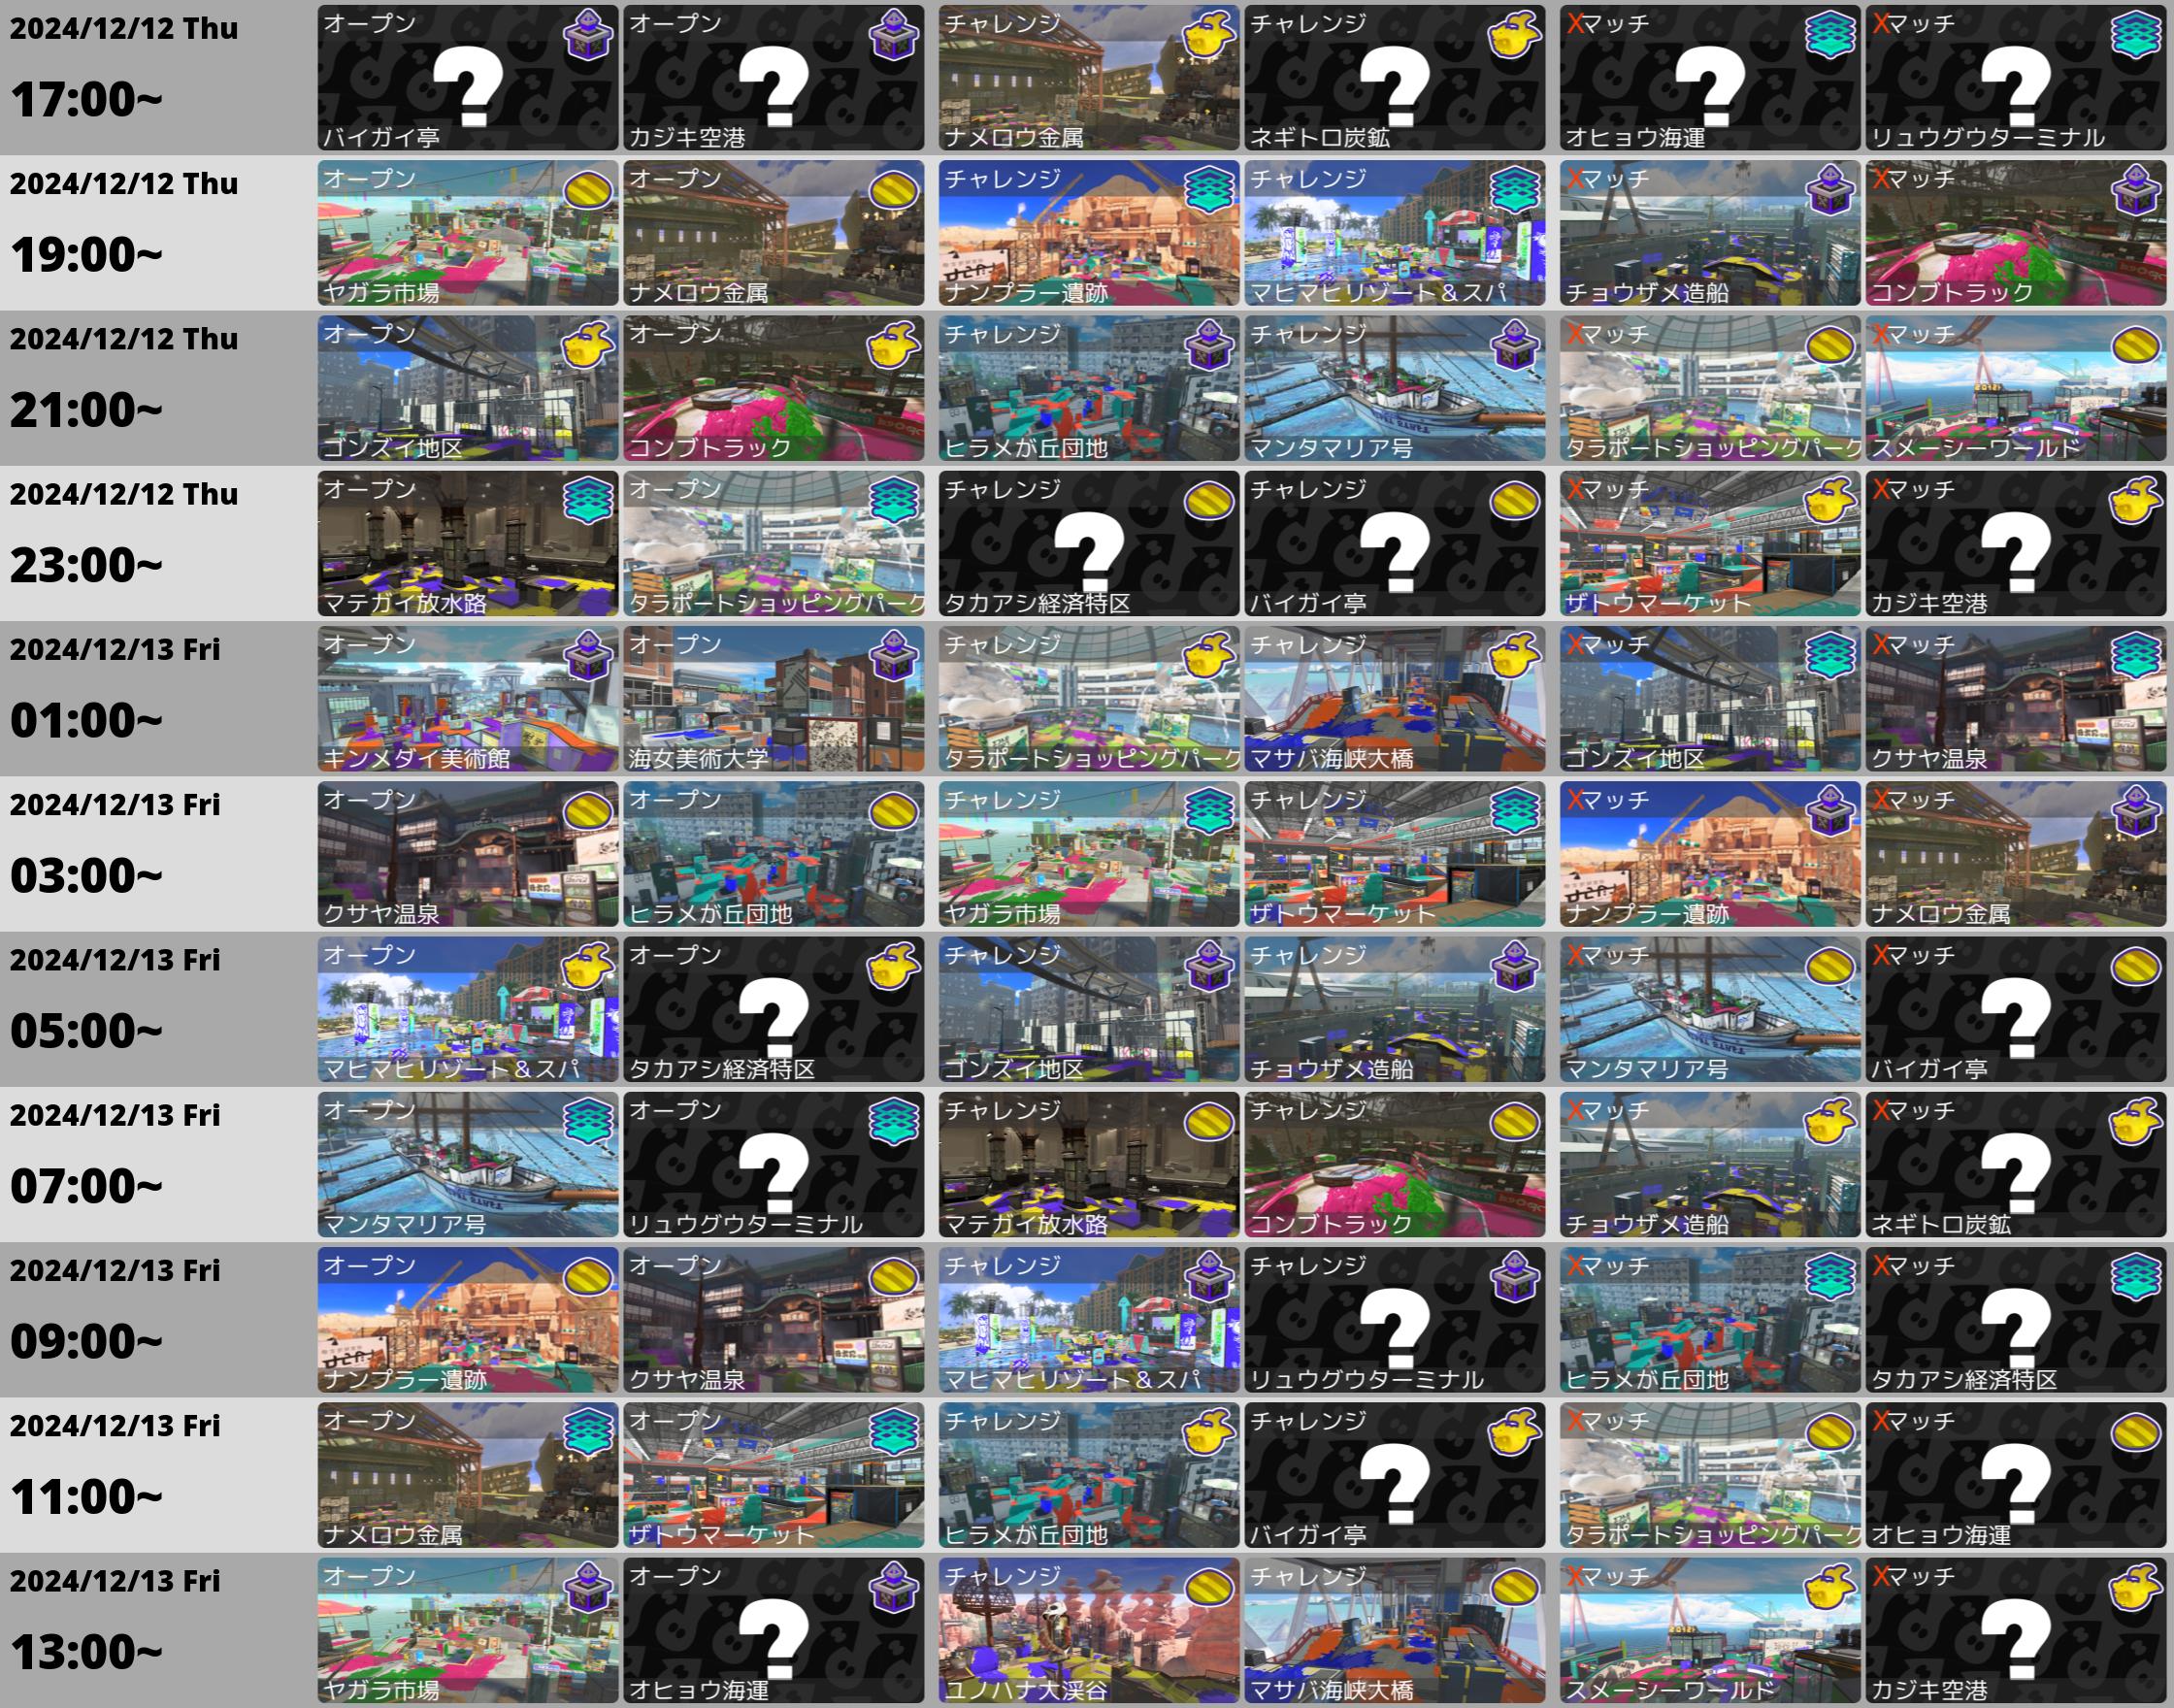 2024/12/12 Thu
17:00~
オープン
バイガイ亭
オープン
カジキ空港
チャレンジ
ナメロウ金属
チャレンジ
ネギトロ炭鉱
Xマッチ
オヒョウ海運
Xマッチ
リュウグウターミナル
2024/12/12 Thu
19:00~
オープン
ヤガラ市場
オープン
ナメロウ金属
チャレンジ
ナンプラー遺跡
チャレンジ
マヒマヒリゾート＆スパ
Xマッチ
チョウザメ造船
Xマッチ
コンブトラック
2024/12/12 Thu
21:00~
オープン
ゴンズイ地区
オープン
コンブトラック
チャレンジ
ヒラメが丘団地
チャレンジ
マンタマリア号
Xマッチ
タラポートショッピングパーク
Xマッチ
スメーシーワールド
2024/12/12 Thu
23:00~
オープン
マテガイ放水路
オープン
タラポートショッピングパーク
チャレンジ
タカアシ経済特区
チャレンジ
バイガイ亭
Xマッチ
ザトウマーケット
Xマッチ
カジキ空港
2024/12/13 Fri
01:00~
オープン
キンメダイ美術館
オープン
海女美術大学
チャレンジ
タラポートショッピングパーク
チャレンジ
マサバ海峡大橋
Xマッチ
ゴンズイ地区
Xマッチ
クサヤ温泉
2024/12/13 Fri
03:00~
オープン
クサヤ温泉
オープン
ヒラメが丘団地
チャレンジ
ヤガラ市場
チャレンジ
ザトウマーケット
Xマッチ
ナンプラー遺跡
Xマッチ
ナメロウ金属
2024/12/13 Fri
05:00~
オープン
マヒマヒリゾート＆スパ
オープン
タカアシ経済特区
チャレンジ
ゴンズイ地区
チャレンジ
チョウザメ造船
Xマッチ
マンタマリア号
Xマッチ
バイガイ亭
2024/12/13 Fri
07:00~
オープン
マンタマリア号
オープン
リュウグウターミナル
チャレンジ
マテガイ放水路
チャレンジ
コンブトラック
Xマッチ
チョウザメ造船
Xマッチ
ネギトロ炭鉱
2024/12/13 Fri
09:00~
オープン
ナンプラー遺跡
オープン
クサヤ温泉
チャレンジ
マヒマヒリゾート＆スパ
チャレンジ
リュウグウターミナル
Xマッチ
ヒラメが丘団地
Xマッチ
タカアシ経済特区
2024/12/13 Fri
11:00~
オープン
ナメロウ金属
オープン
ザトウマーケット
チャレンジ
ヒラメが丘団地
チャレンジ
バイガイ亭
Xマッチ
タラポートショッピングパーク
Xマッチ
オヒョウ海運
2024/12/13 Fri
13:00~
オープン
ヤガラ市場
オープン
オヒョウ海運
チャレンジ
ユノハナ大渓谷
チャレンジ
マサバ海峡大橋
Xマッチ
スメーシーワールド
Xマッチ
カジキ空港